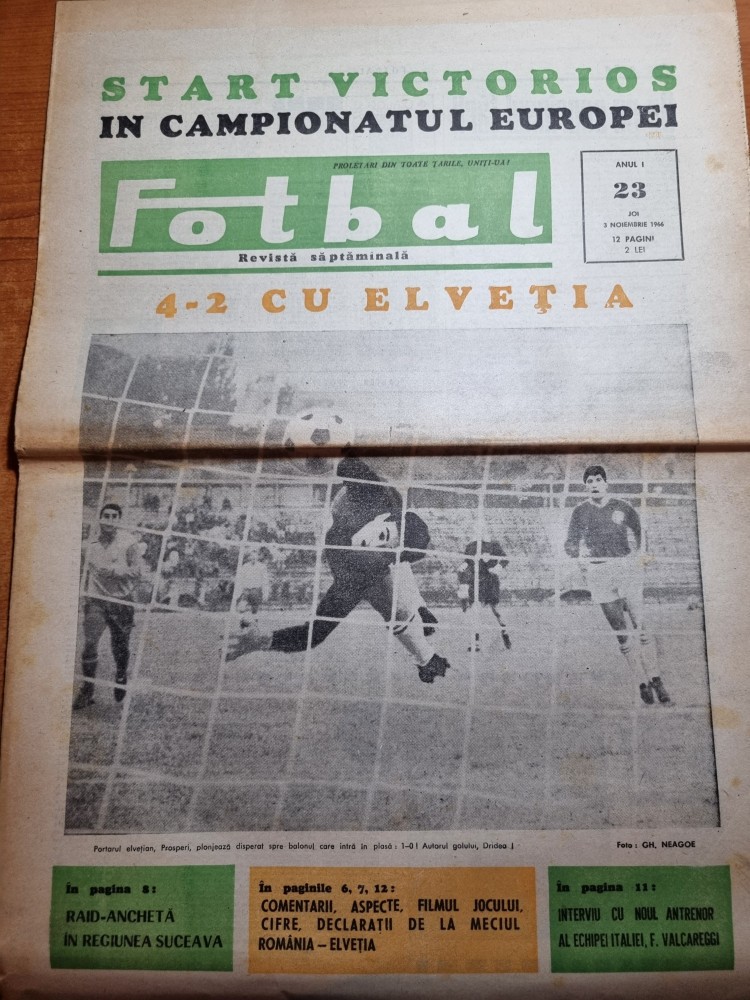 START VICTORIOS
IN CAMPIONATUL EUROPEI
PROLETARI DIN TOATE ȚĂRILE, UNIȚI-VĂ!
Fotbal
Revistă săptămînală
ANUL I
23
JOI
3 NOIEMBRIE 1966
12 PAGINI
2 LEI
4-2 CU ELVEŢIA
Portarul elvețian, Prosperi, plonjează disperat spre balonul care intră în plasă: 1-0! Autorul golului, Dridea I
Foto: GH. NEAGOE
În pagina 8:
RAID-ANCHETĂ
ÎN REGIUNEA SUCEAVA
În paginile 6, 7, 12:
COMENTARII, ASPECTE, FILMUL JOCULUI,
CIFRE, DECLARAȚII DE LA MECIUL
ROMÂNIA – ELVEȚIA
În pagina 11:
INTERVIU CU NOUL ANTRENOR
AL ECHIPEI ITALIEI, F. VALCAREGGI